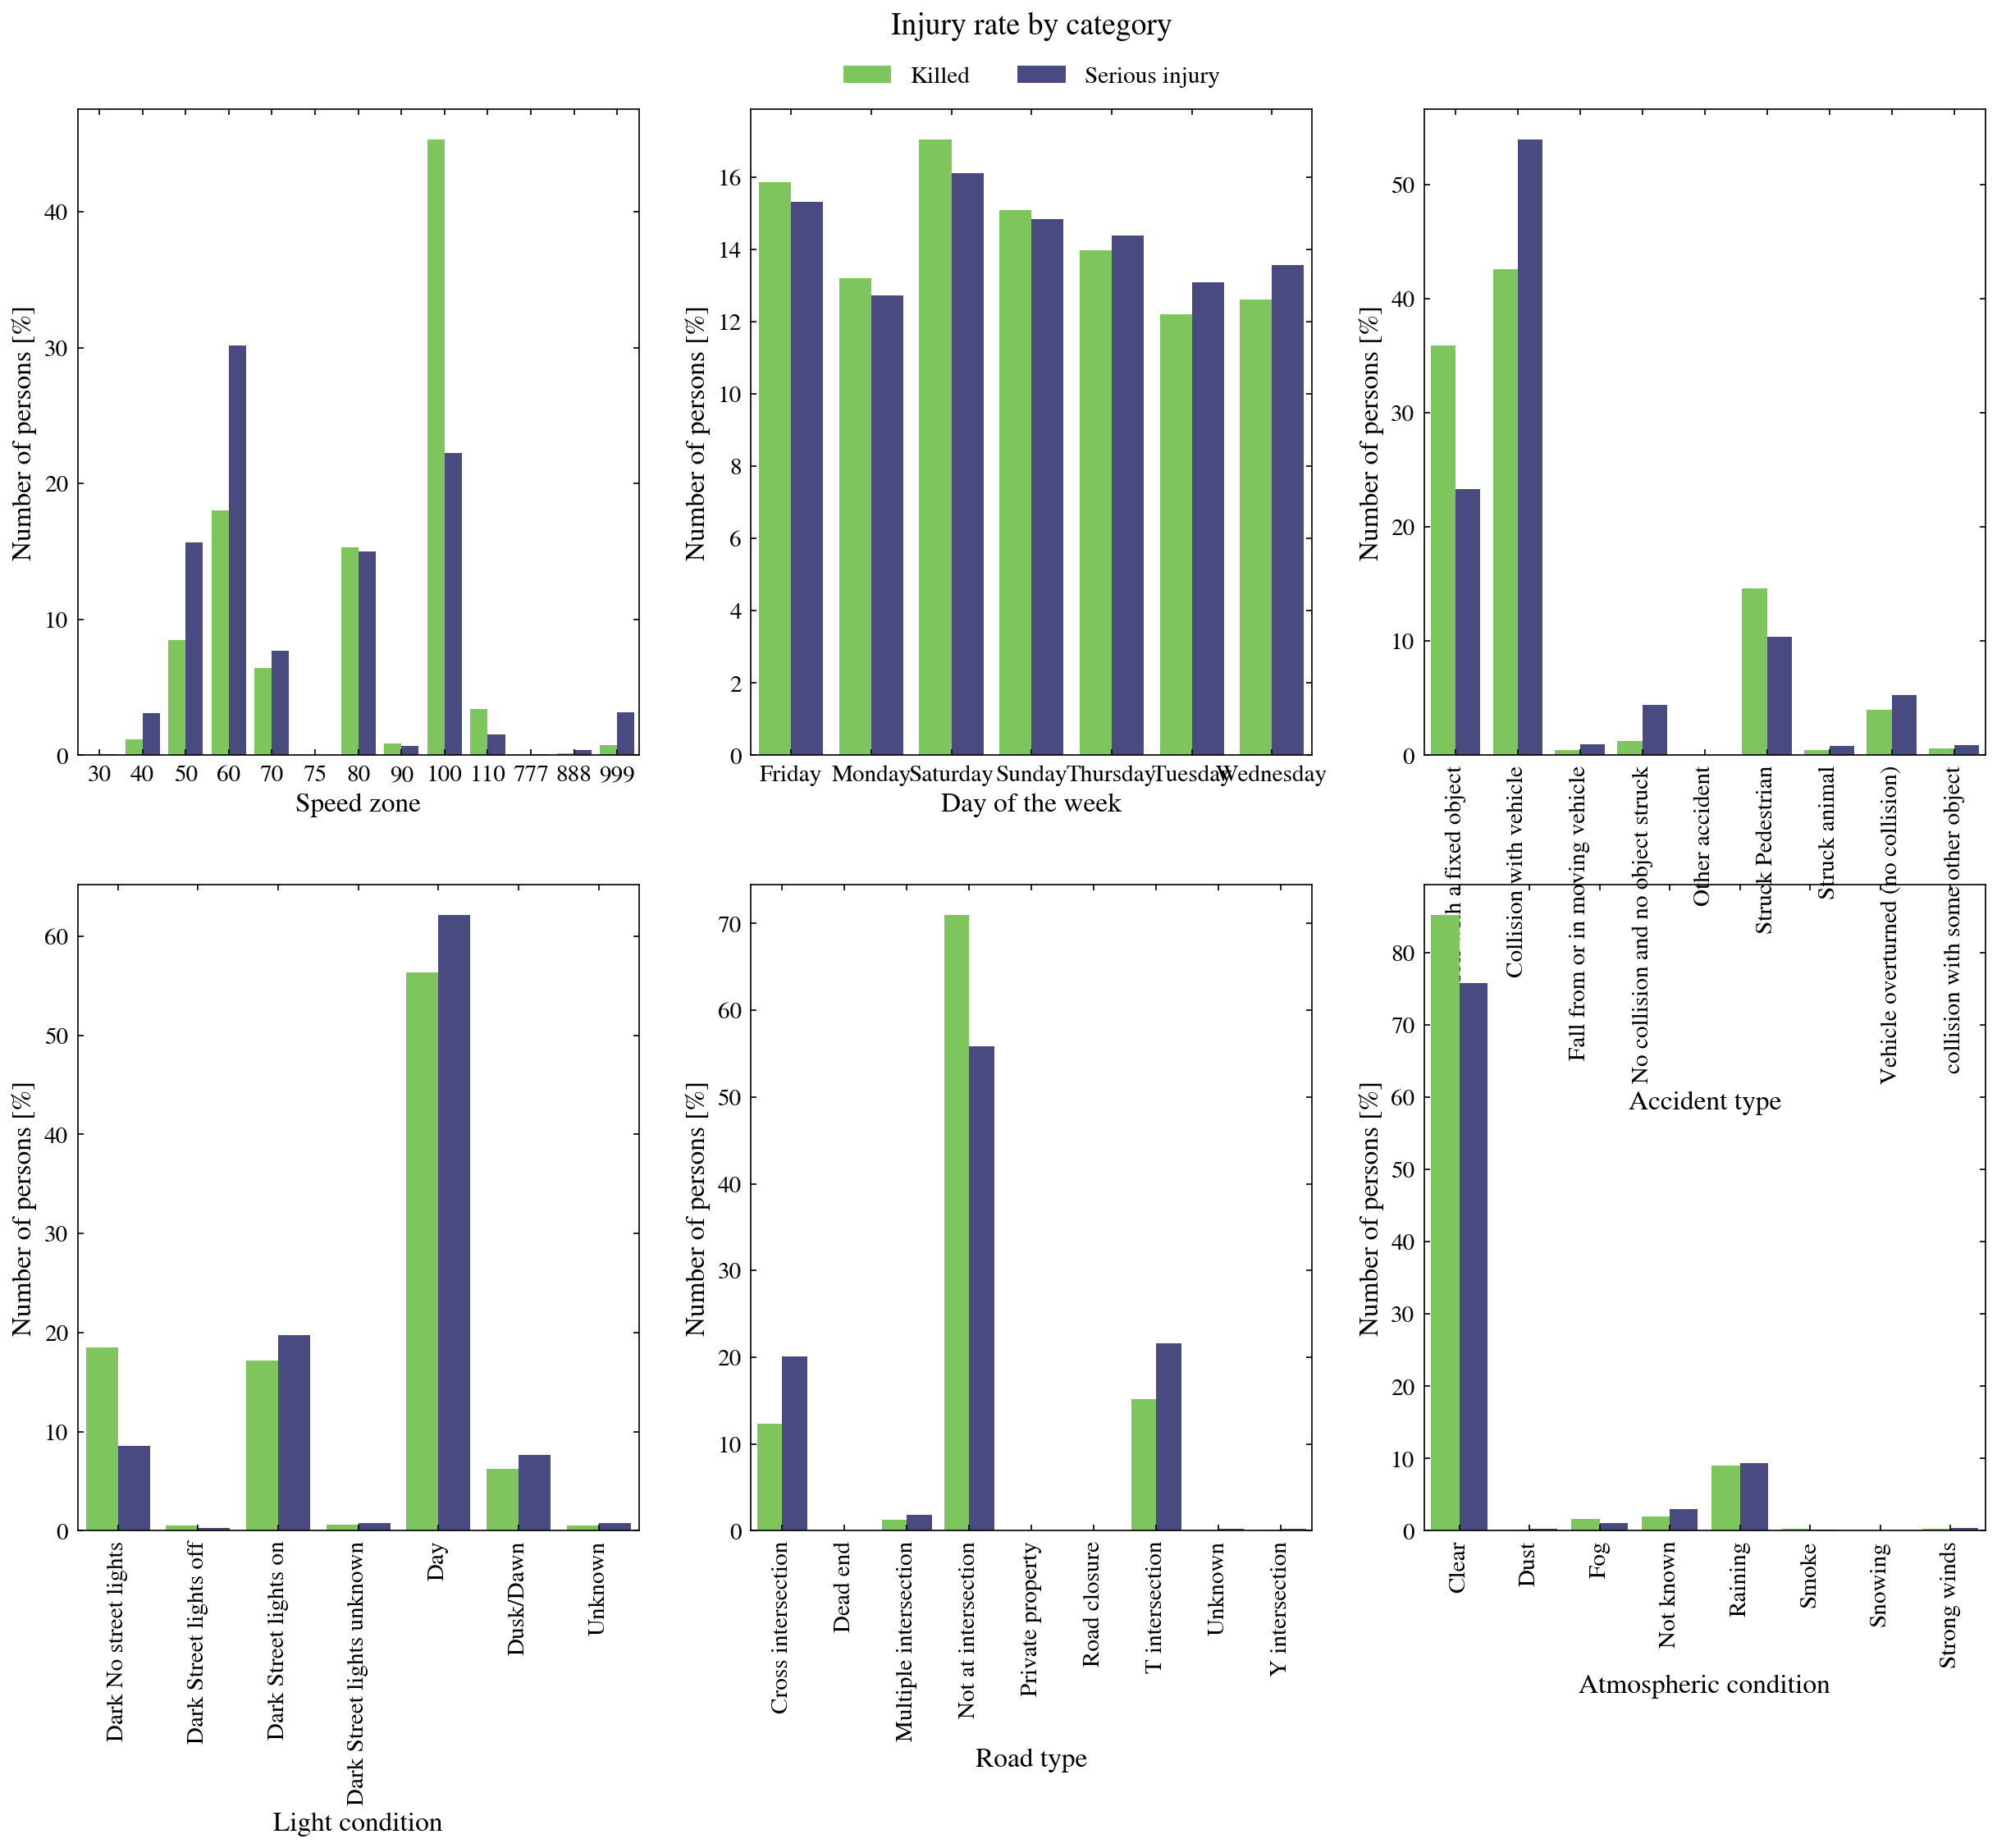 Injury rate by category
Killed Serious injury
Number of persons [%]
40
30
20
10
0
30 40 50 60 70 75 80 90 100 110 777 888 999
Speed zone
Number of persons [%]
16
14
12
10
8
6
4
2
0
Friday Monday Saturday Sunday Thursday Tuesday Wednesday
Day of the week
Number of persons [%]
50
40
30
20
10
0
with a fixed object
Collision with vehicle
Fall from or in moving vehicle
No collision and no object struck
Other accident
Struck Pedestrian
Struck animal
Vehicle overturned (no collision)
collision with some other object
Accident type
Number of persons [%]
60
50
40
30
20
10
0
Dark No street lights
Dark Street lights off
Dark Street lights on
Dark Street lights unknown
Day
Dusk/Dawn
Unknown
Light condition
Number of persons [%]
70
60
50
40
30
20
10
0
Cross intersection
Dead end
Multiple intersection
Not at intersection
Private property
Road closure
T intersection
Unknown
Y intersection
Road type
Number of persons [%]
80
70
60
50
40
30
20
10
0
Clear
Dust
Fog
Not known
Raining
Smoke
Snowing
Strong winds
Atmospheric condition